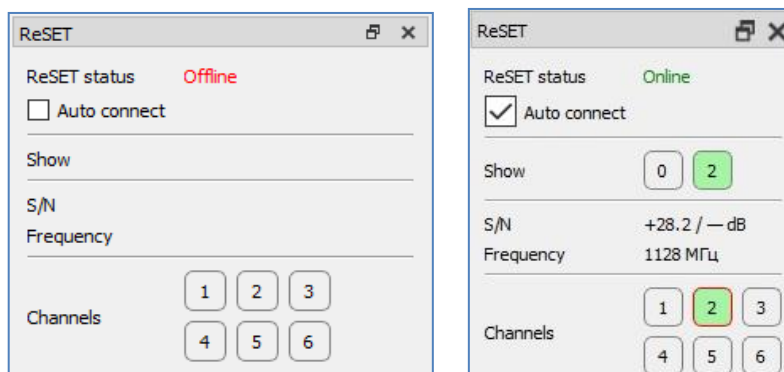 ReSET
ReSET status Offline
Auto connect
Show
S/N
Frequency
Channels
1 2 3
4 5 6
ReSET
ReSET status Online
Auto connect
Show 0 2
S/N +28.2 / — dB
Frequency 1128 МГц
Channels
1 2 3
4 5 6